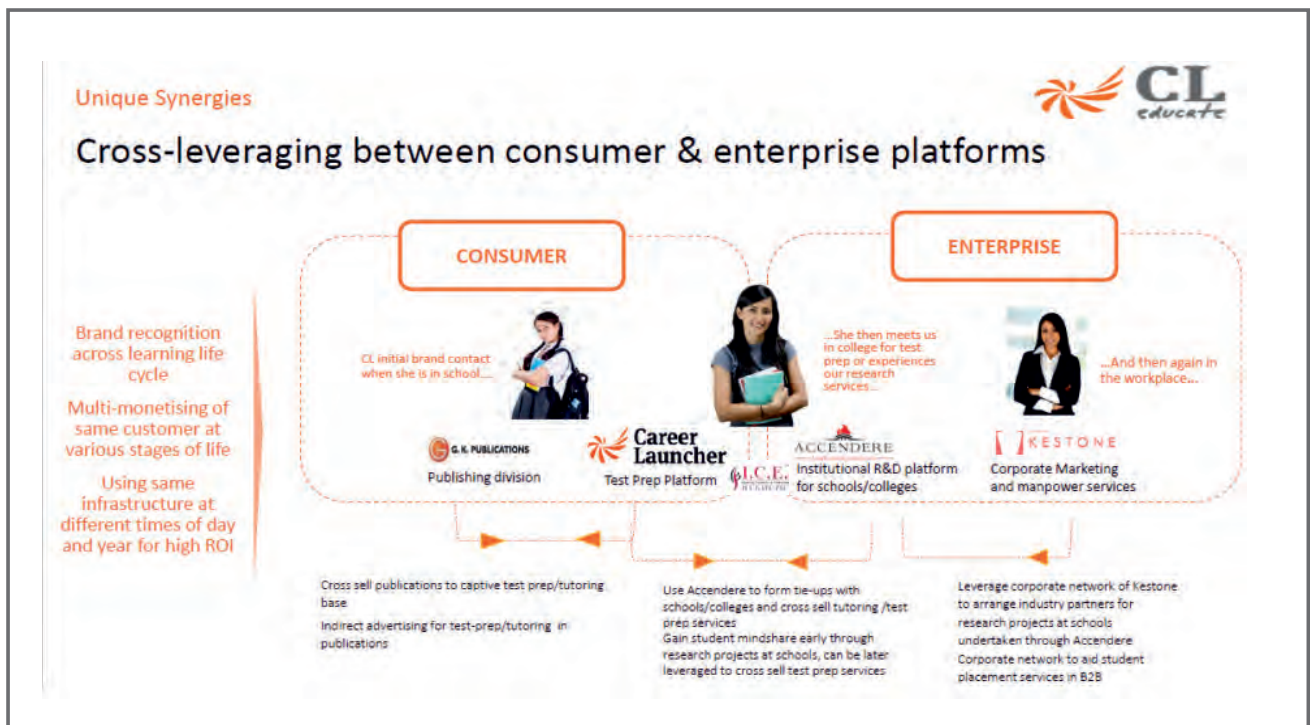 Unique Synergies
CL
educate
Cross-leveraging between consumer & enterprise platforms
CONSUMER
ENTERPRISE
Brand recognition
across learning life
cycle
Multi-monetising of
same customer at
various stages of life
Using same
infrastructure at
different times of day
and year for high ROI
CL initial brand contact
when she is in school....
...She then meets us
in college for test
prep or experiences
our research
services...
...And then again in
the workplace...
G. K. PUBLICATIONS
Publishing division
Career
Launcher
Test Prep Platform
I.C.E.
ACCENDERE
Institutional R&D platform
for schools/colleges
KESTONE
Corporate Marketing
and manpower services
Cross sell publications to captive test prep/tutoring
base
Indirect advertising for test-prep/tutoring in
publications
Use Accendere to form tie-ups with
schools/colleges and cross sell tutoring /test
prep services
Gain student mindshare early through
research projects at schools, can be later
leveraged to cross sell test prep services
Leverage corporate network of Kestone
to arrange industry partners for
research projects at schools
undertaken through Accendere
Corporate network to aid student
placement services in B2B